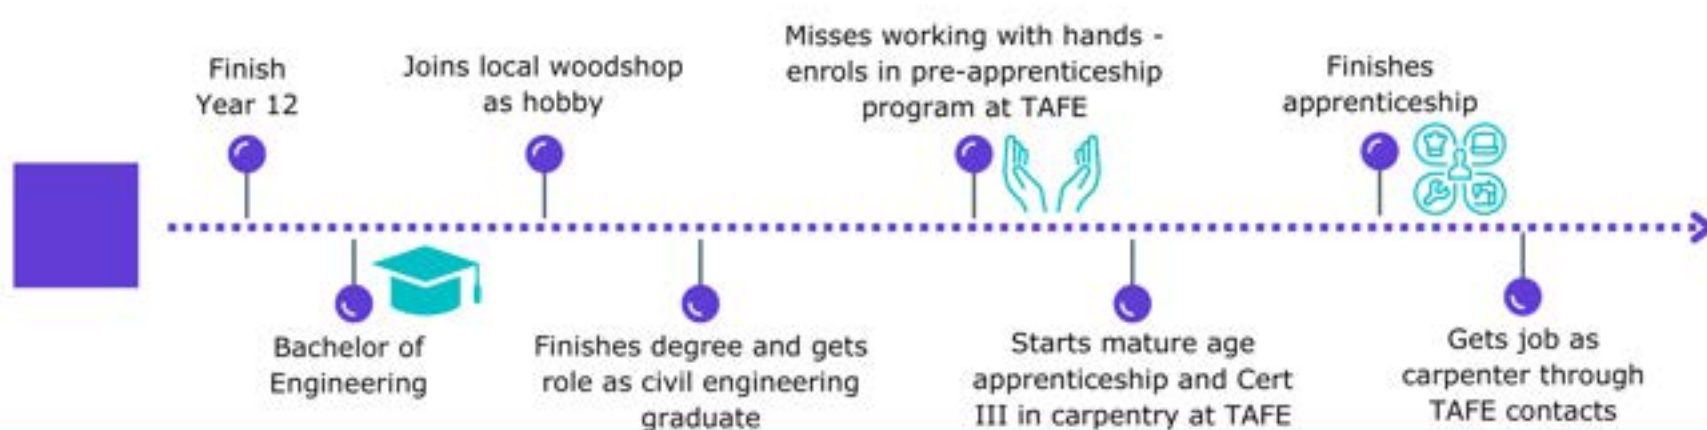 Finish
Year 12
Bachelor of
Engineering
Joins local woodshop
as hobby
Finishes degree and gets
role as civil engineering
graduate
Misses working with hands -
enrols in pre-apprenticeship
program at TAFE
Starts mature age
apprenticeship and Cert
III in carpentry at TAFE
Finishes
apprenticeship
Gets job as
carpenter through
TAFE contacts